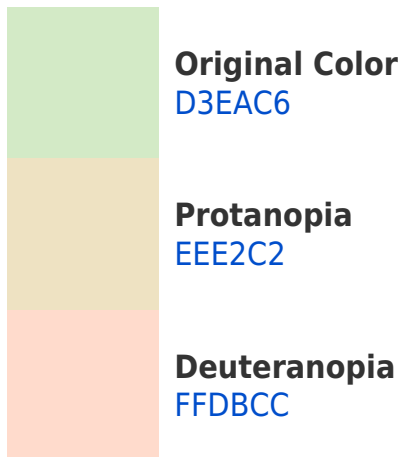 Original Color
D3EAC6
Protanopia
EEE2C2
Deuteranopia
FFDBCC